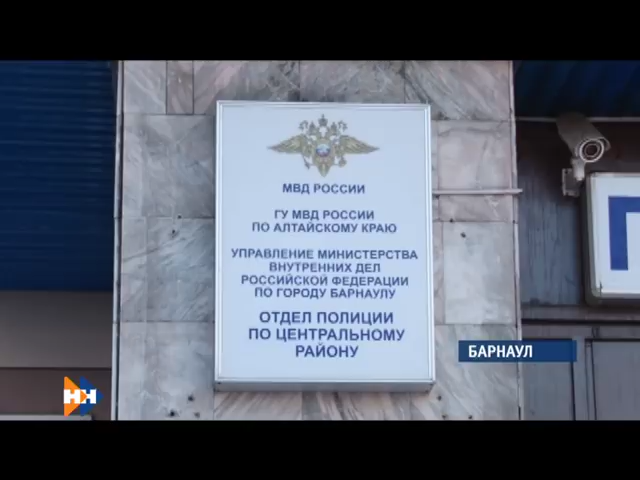 МВД РОССИИ
ГУ МВД РОССИИ
ПО АЛТАЙСКОМУ КРАЮ
УПРАВЛЕНИЕ МИНИСТЕРСТВА
ВНУТРЕННИХ ДЕЛ
РОССИЙСКОЙ ФЕДЕРАЦИИ
ПО ГОРОДУ БАРНАУЛУ
ОТДЕЛ ПОЛИЦИИ
ПО ЦЕНТРАЛЬНОМУ
РАЙОНУ
БАРНАУЛ
НН